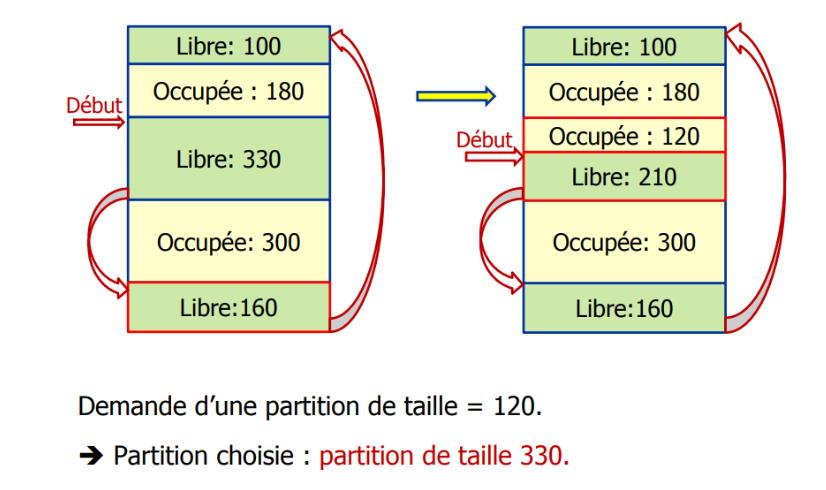 Libre: 100
Occupée : 180
Début
Libre: 330
Occupée: 300
Libre:160
Libre: 100
Occupée : 180
Occupée : 120
Début
Libre: 210
Occupée: 300
Libre:160
Demande d’une partition de taille = 120.
➔ Partition choisie : partition de taille 330.